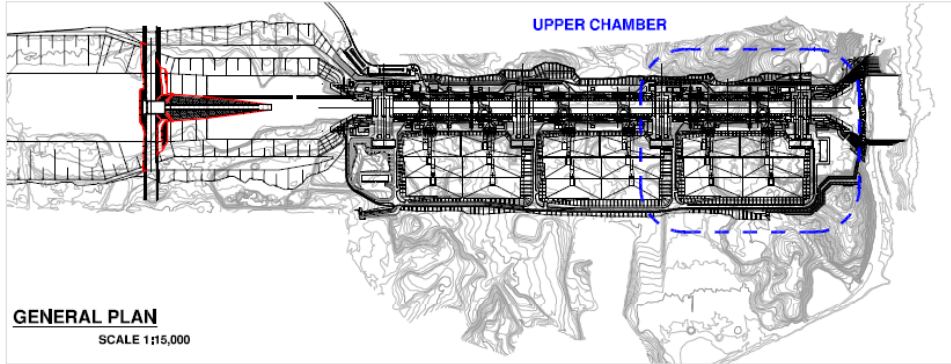 UPPER CHAMBER
GENERAL PLAN
SCALE 1:15,000